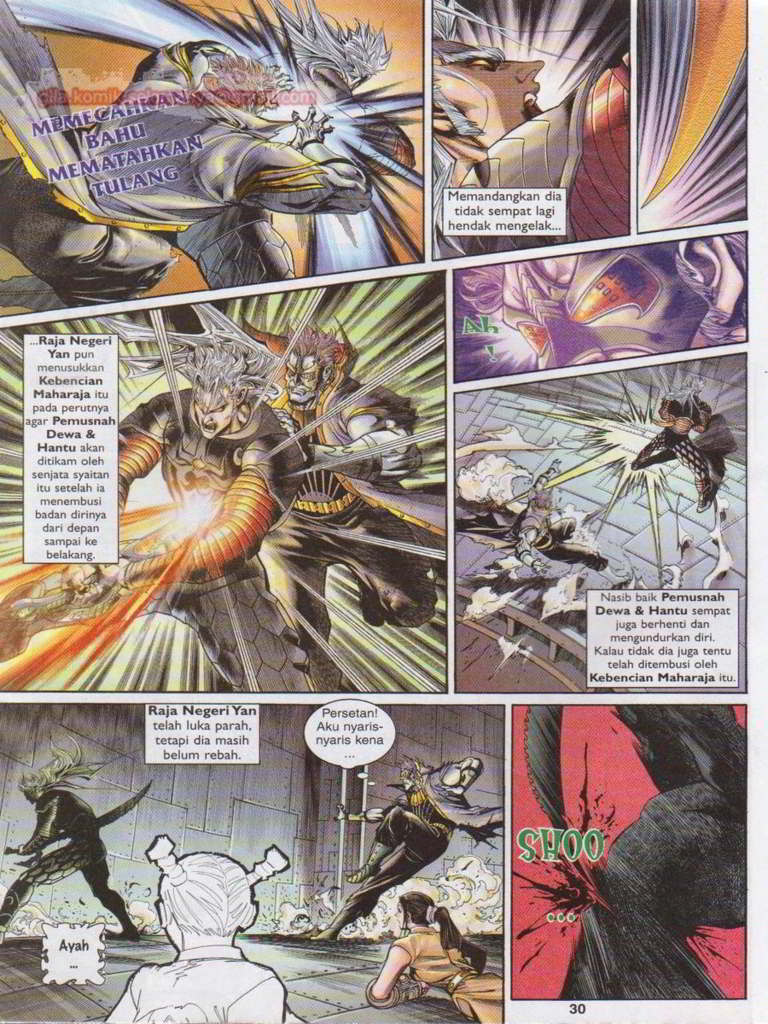 MEMECAHKAN
BAHU
MEMATAHKAN
TULANG
Memandangkan dia
tidak sempat lagi
hendak mengelak...
...Raja Negeri
Yan pun
menusukkan
Kebencian
Maharaja itu
pada perutnya
agar Pemusnah
Dewa &
Hantu akan
ditikam oleh
senjata syaitan
itu setelah ia
menembusi
badan dirinya
dari depan
sampai ke
belakang.
Ah
!
Nasib baik Pemusnah
Dewa & Hantu sempat
juga berhenti dan
mengundurkan diri.
Kalau tidak dia juga tentu
telah ditembusi oleh
Kebencian Maharaja itu.
Raja Negeri Yan
telah luka parah,
tetapi dia masih
belum rebah.
Persetan!
Aku nyaris-
nyaris kena
...
Ayah
...
SHOO
...
30